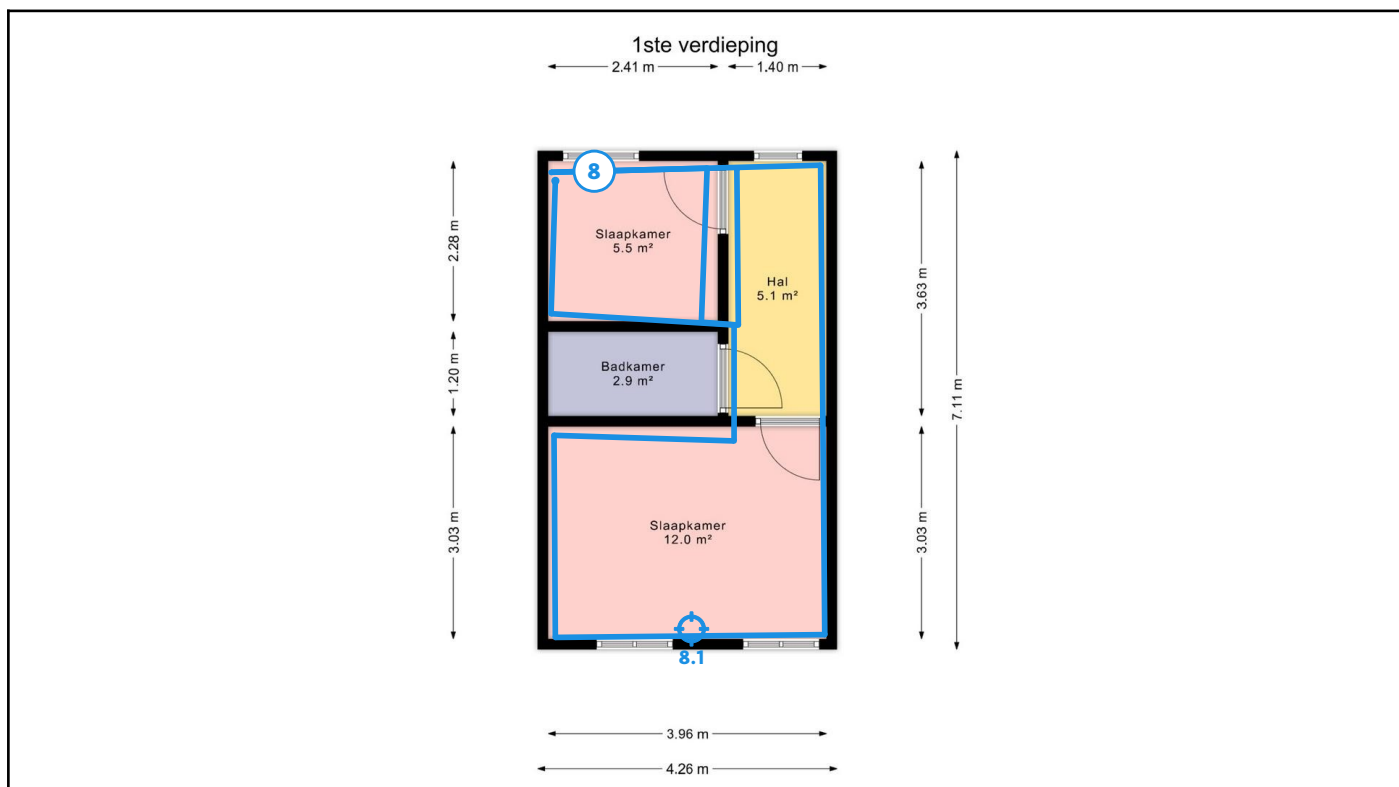 1ste verdieping
2.41 m
1.40 m
8
2.28 m
Slaapkamer
5.5 m²
Hal
5.1 m²
3.63 m
1.20 m
Badkamer
2.9 m²
7.11 m
3.03 m
Slaapkamer
12.0 m²
3.03 m
8.1
3.96 m
4.26 m